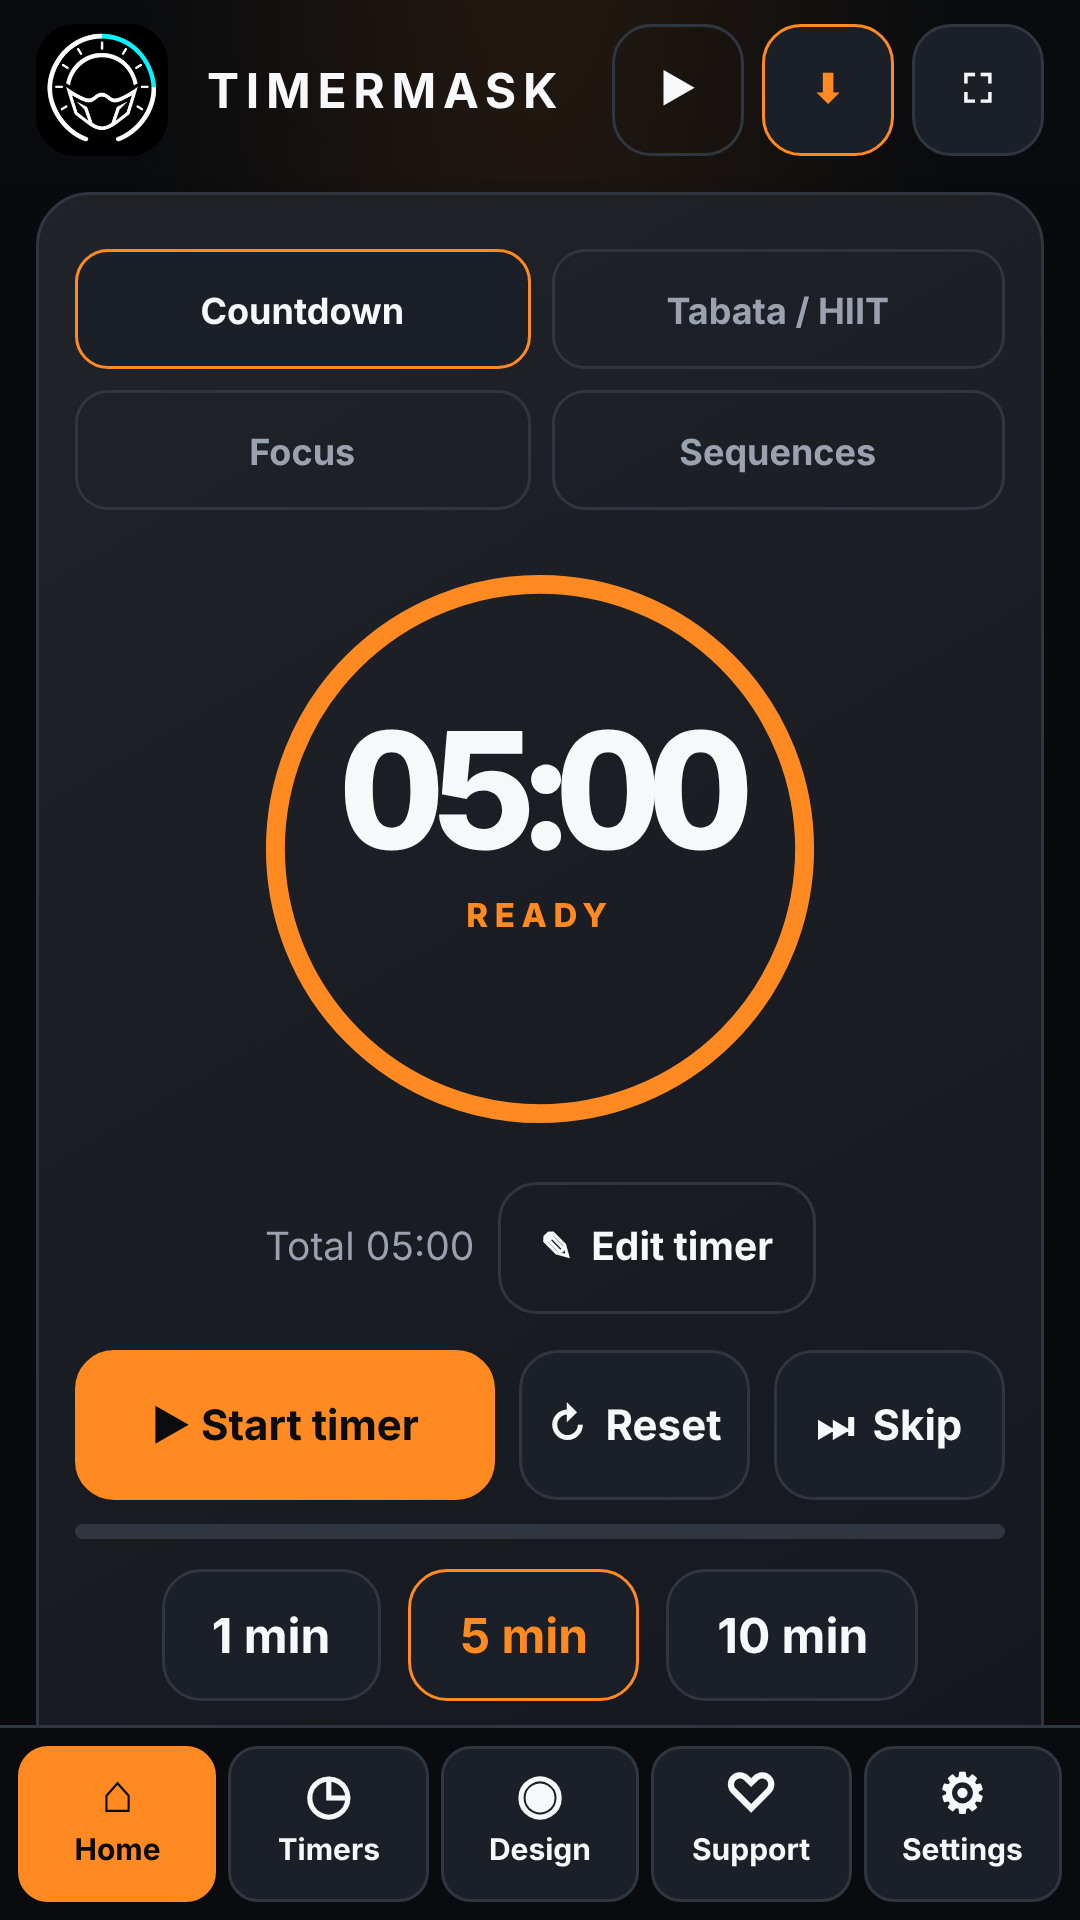 TIMERMASK
Countdown
Tabata / HIIT
Focus
Sequences
05:00
READY
Total 05:00
Edit timer
Start timer
Reset
Skip
1 min
5 min
10 min
Home
Timers
Design
Support
Settings